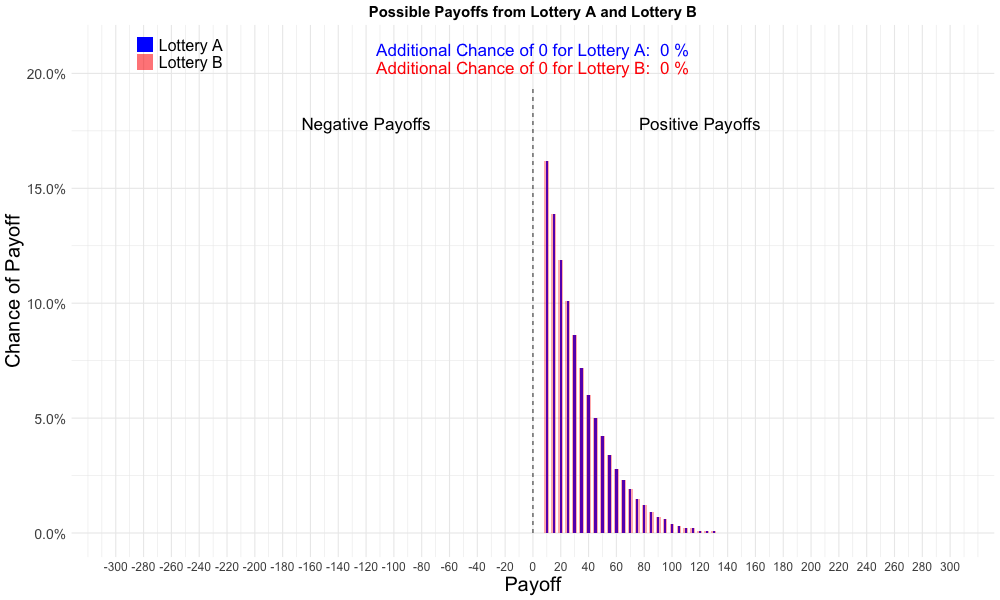 Possible Payoffs from Lottery A and Lottery B
Lottery A
Lottery B
Additional Chance of 0 for Lottery A:  0 %
Additional Chance of 0 for Lottery B:  0 %
Negative Payoffs
Positive Payoffs
Chance of Payoff
20.0%
15.0%
10.0%
5.0%
0.0%
-300 -280 -260 -240 -220 -200 -180 -160 -140 -120 -100 -80 -60 -40 -20 0 20 40 60 80 100 120 140 160 180 200 220 240 260 280 300
Payoff